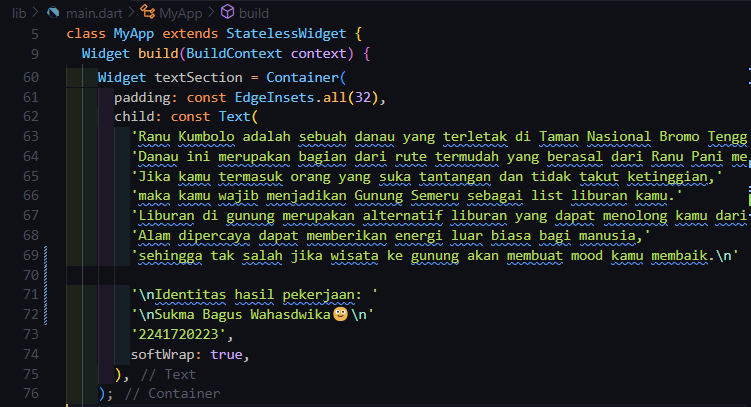 lib > main.dart > MyApp > build
5 class MyApp extends StatelessWidget {
9 Widget build(BuildContext context) {
60 Widget textSection = Container(
61 padding: const EdgeInsets.all(32),
62 child: const Text(
63 'Ranu Kumbolo adalah sebuah danau yang terletak di Taman Nasional Bromo Tengg
64 'Danau ini merupakan bagian dari rute termudah yang berasal dari Ranu Pani me
65 'Jika kamu termasuk orang yang suka tantangan dan tidak takut ketinggian,'
66 'maka kamu wajib menjadikan Gunung Semeru sebagai list liburan kamu.'
67 'Liburan di gunung merupakan alternatif liburan yang dapat menolong kamu dari
68 'Alam dipercaya dapat memberikan energi luar biasa bagi manusia,'
69 'sehingga tak salah jika wisata ke gunung akan membuat mood kamu membaik.\n'
70
71 '\nIdentitas hasil pekerjaan: '
72 '\nSukma Bagus Wahasdwika😳\n'
73 '2241720223',
74 softWrap: true,
75 ), // Text
76 ); // Container